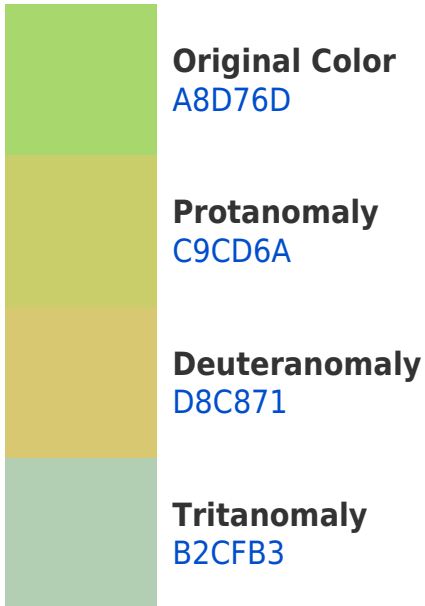 Original Color
A8D76D
Protanomaly
C9CD6A
Deuteranomaly
D8C871
Tritanomaly
B2CFB3